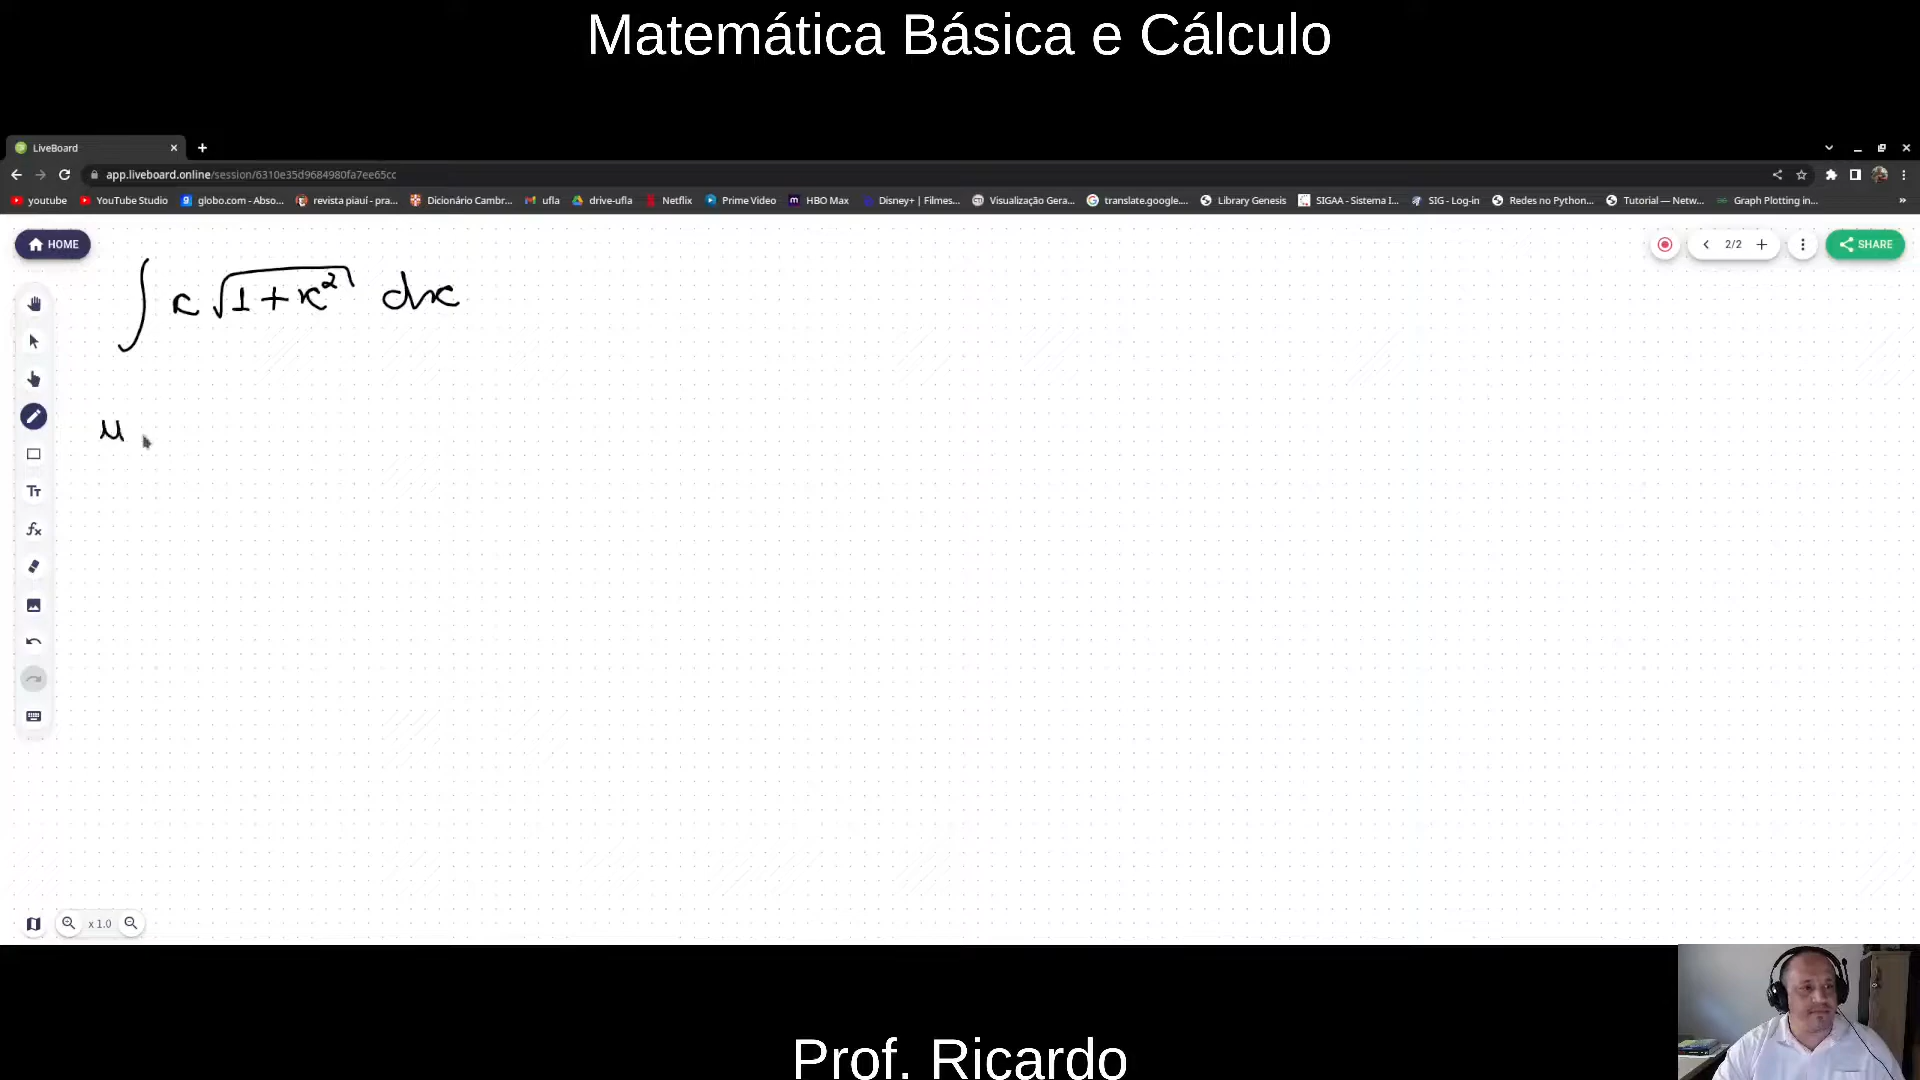 Matemática Básica e Cálculo
LiveBoard
app.liveboard.online/session/6310e35d9684980fa7ee65cc
youtube YouTube Studio globo.com - Abso... revista piauí - pra... Dicionário Cambr... ufla drive-ufla Netflix Prime Video HBO Max Disney+ | Filmes... Visualização Gera... translate.google.... Library Genesis SIGAA - Sistema I... SIG - Log-in Redes no Python... Tutorial — Netw... Graph Plotting in... »
HOME 2/2 SHARE
∫ x √(1+x²) dx
u
Tт
fx
x 1.0
Prof. Ricardo